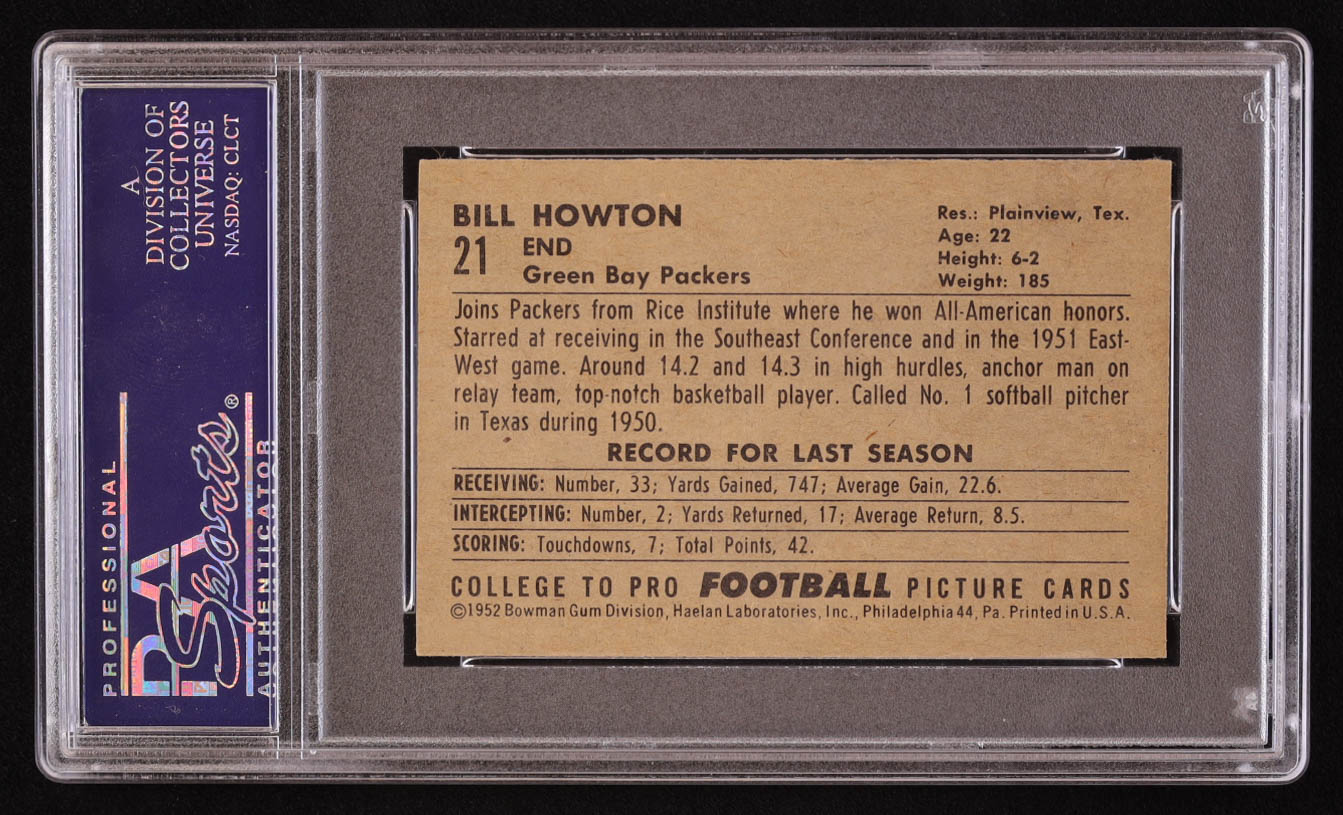 A
DIVISION OF
COLLECTORS
UNIVERSE
NASDAQ: CLCT
PROFESSIONAL
PSA
Sports®
AUTHENTICATOR
BILL HOWTON
21
END
Green Bay Packers
Res.: Plainview, Tex.
Age: 22
Height: 6-2
Weight: 185
Joins Packers from Rice Institute where he won All-American honors.
Starred at receiving in the Southeast Conference and in the 1951 East-
West game. Around 14.2 and 14.3 in high hurdles, anchor man on
relay team, top-notch basketball player. Called No. 1 softball pitcher
in Texas during 1950.
RECORD FOR LAST SEASON
RECEIVING: Number, 33; Yards Gained, 747; Average Gain, 22.6.
INTERCEPTING: Number, 2; Yards Returned, 17; Average Return, 8.5.
SCORING: Touchdowns, 7; Total Points, 42.
COLLEGE TO PRO FOOTBALL PICTURE CARDS
©1952 Bowman Gum Division, Haelan Laboratories, Inc., Philadelphia 44, Pa. Printed in U.S.A.